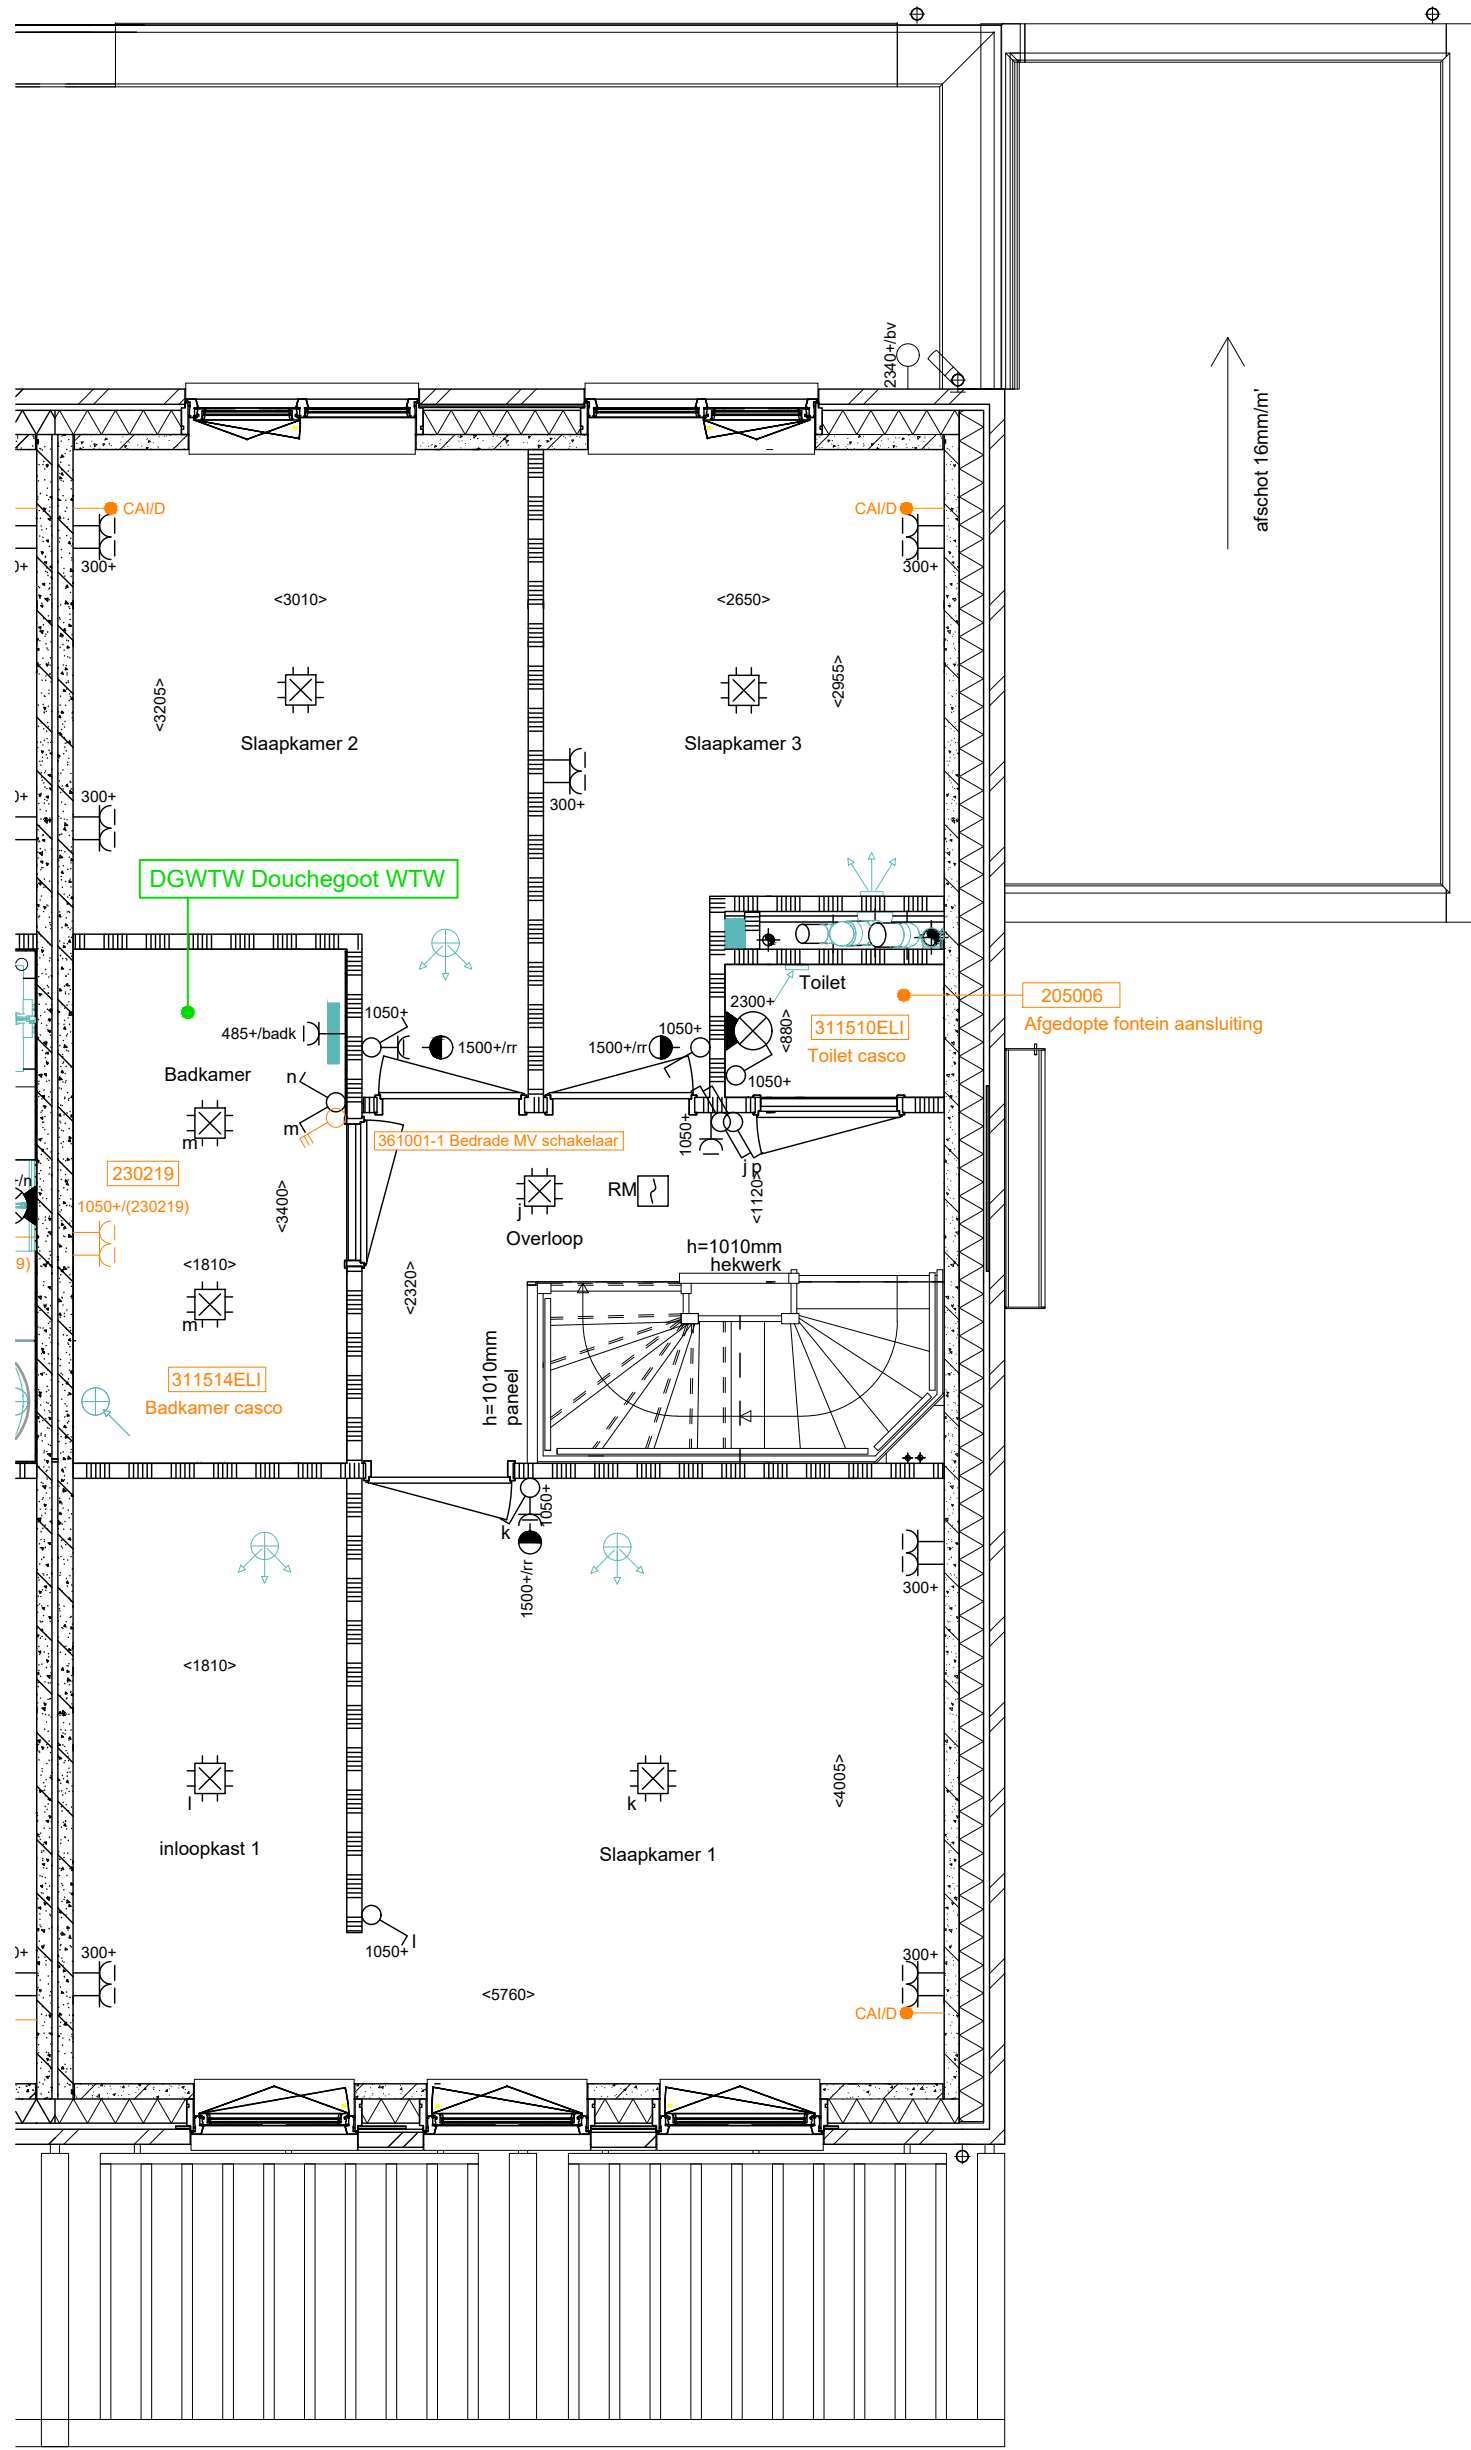 2340+/bv
afschot 16mm/m'
CAI/D
CAI/D
300+
300+
<3010>
<2650>
<3205>
<2955>
Slaapkamer 2
Slaapkamer 3
300+
300+
DGWTW Douchegoot WTW
Toilet
205006
Afgedopte fontein aansluiting
2300+
<880>
311510ELI
Toilet casco
1050+
485+/badk
1050+
1500+/rr
1500+/rr
1050+
Badkamer
n
m
m
361001-1 Bedrade MV schakelaar
1050+
j p
<1120>
230219
1050+/(230219)
<3400>
j
RM
Overloop
h=1010mm
hekwerk
<1810>
<2320>
m
h=1010mm
paneel
311514ELI
Badkamer casco
1050+
k
1500+/rr
300+
<1810>
<4005>
l
k
inloopkast 1
Slaapkamer 1
l
1050+
300+
300+
<5760>
CAI/D